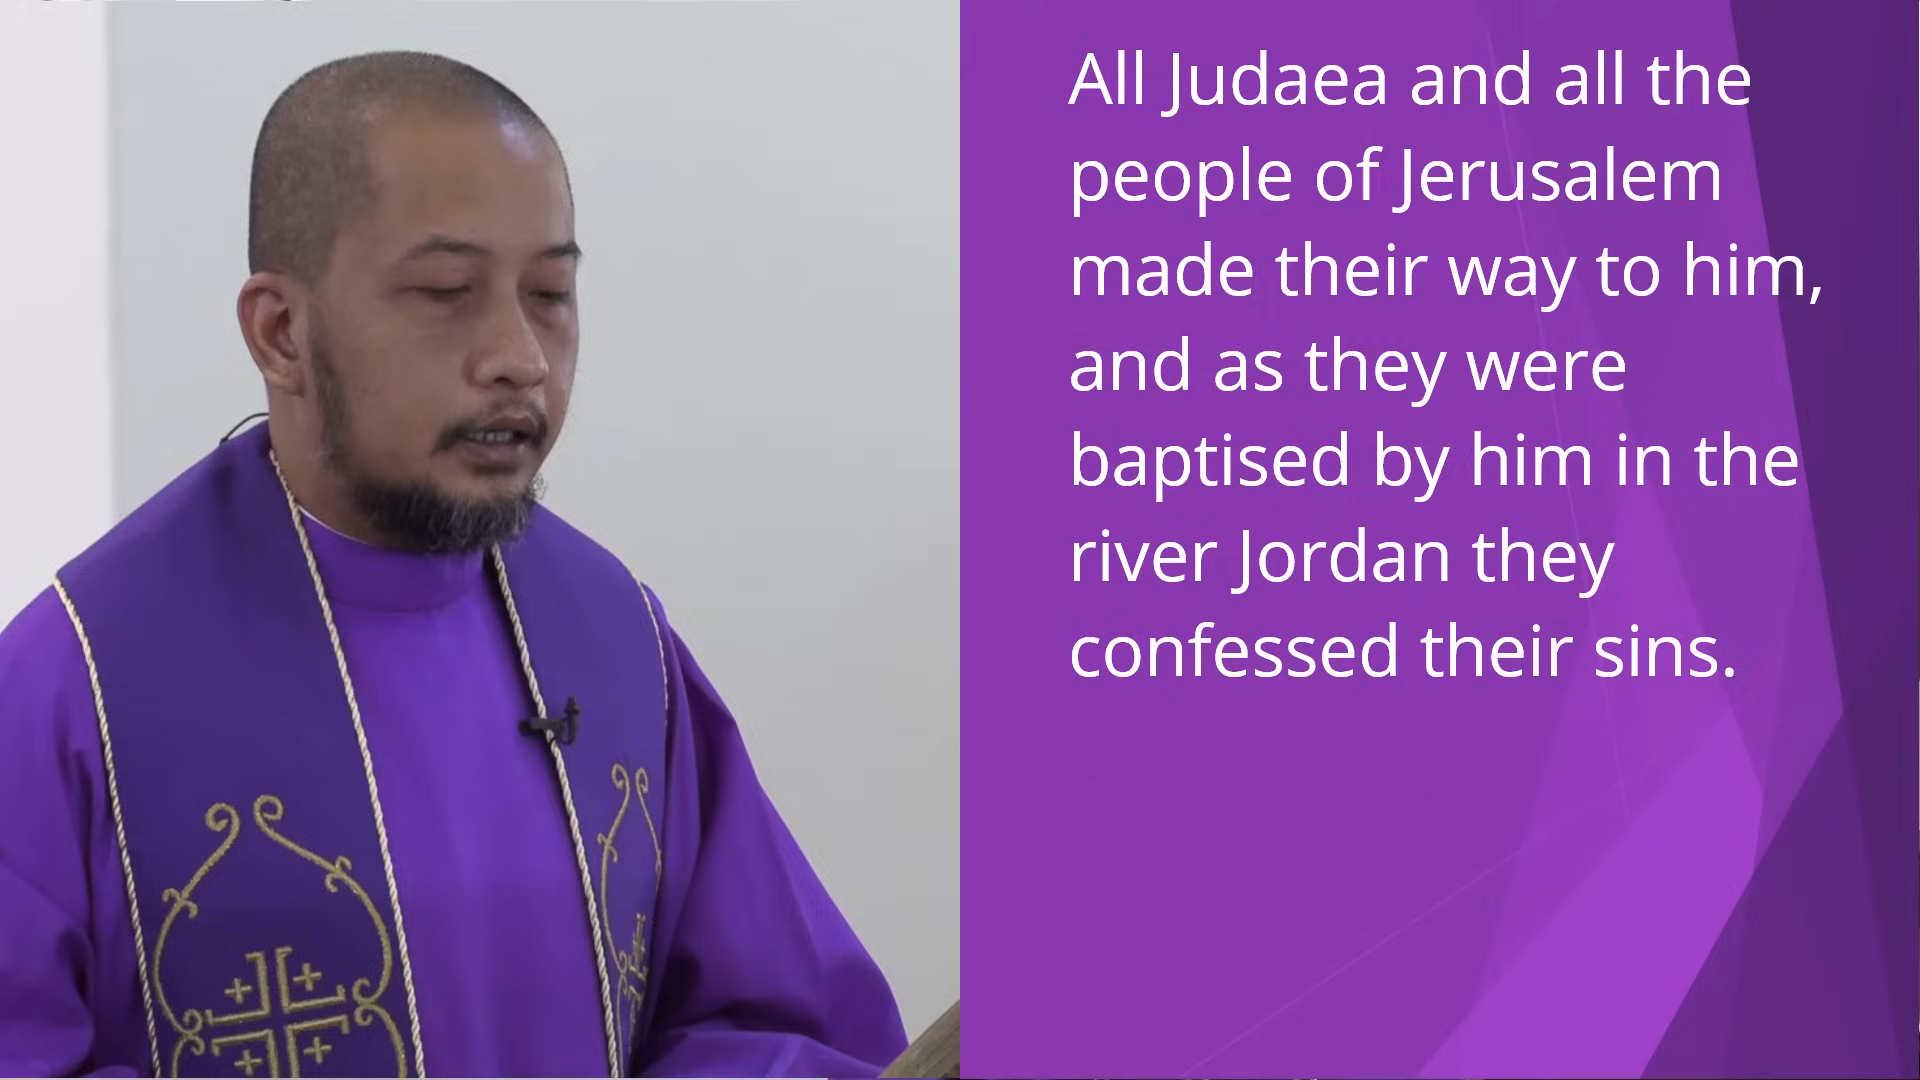 All Judaea and all the
people of Jerusalem
made their way to him,
and as they were
baptised by him in the
river Jordan they
confessed their sins.